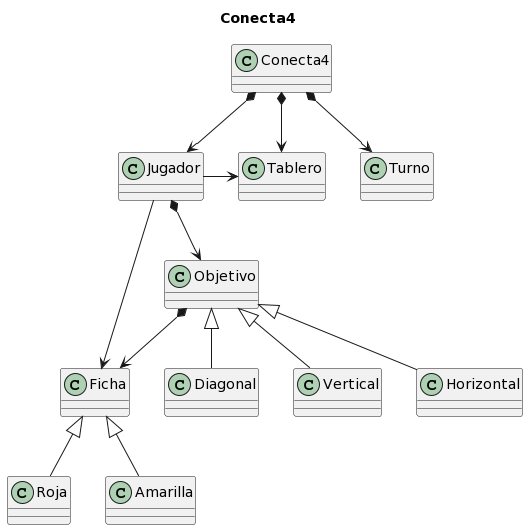 Conecta4
C Conecta4
C Jugador
C Tablero
C Turno
C Objetivo
C Ficha
C Diagonal
C Vertical
C Horizontal
C Roja
C Amarilla